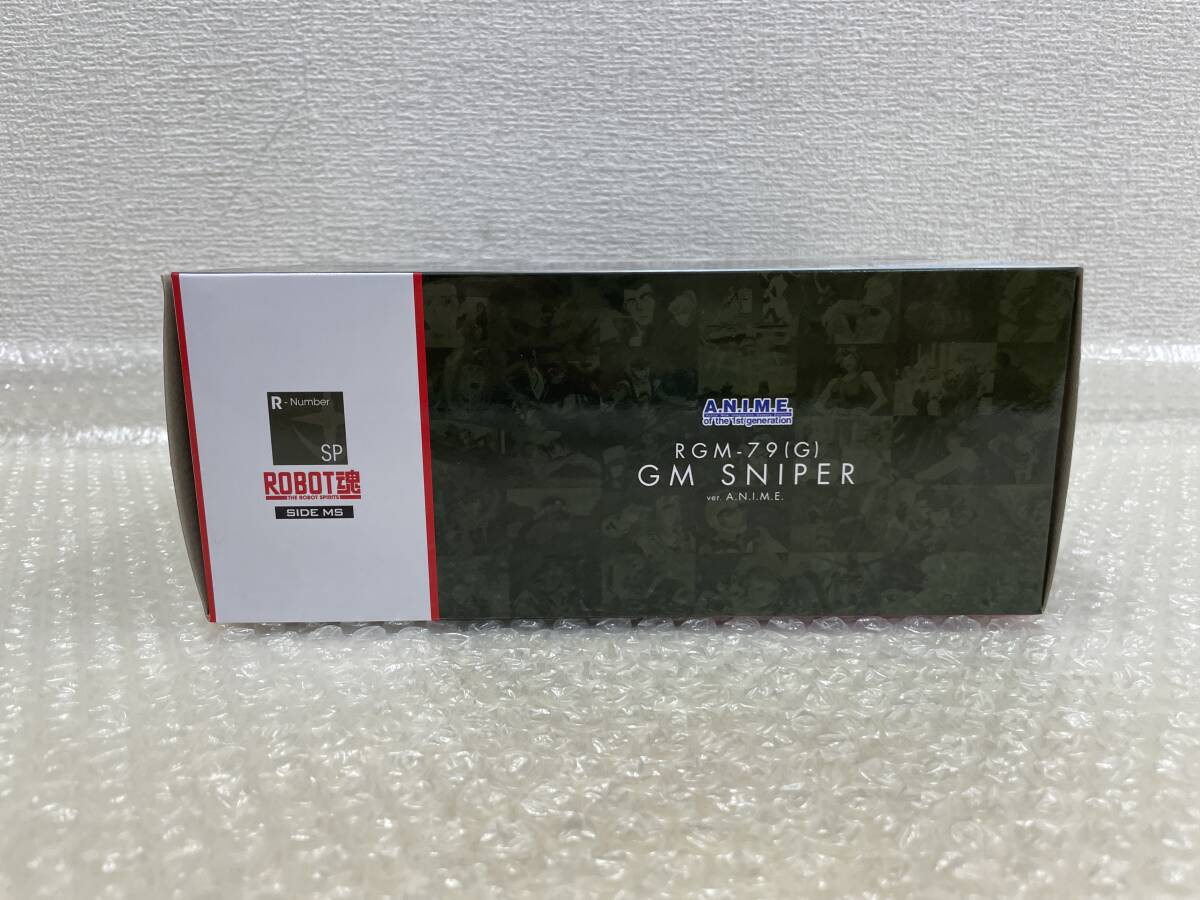 R - Number
SP
ROBOT魂
THE ROBOT SPIRITS
SIDE MS
A.N.I.M.E.
of the 1st generation
RGM-79(G)
GM SNIPER
ver. A.N.I.M.E.